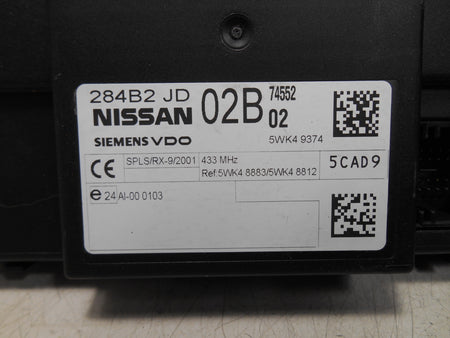 284B2 JD 02B 74552
NISSAN 02
SIEMENS VDO 5WK4 9374
CE SPLS/RX-9/2001 433 MHz 5CAD9
Ref:5WK4 8883/5WK4 8812
e 24 AI-00 0103